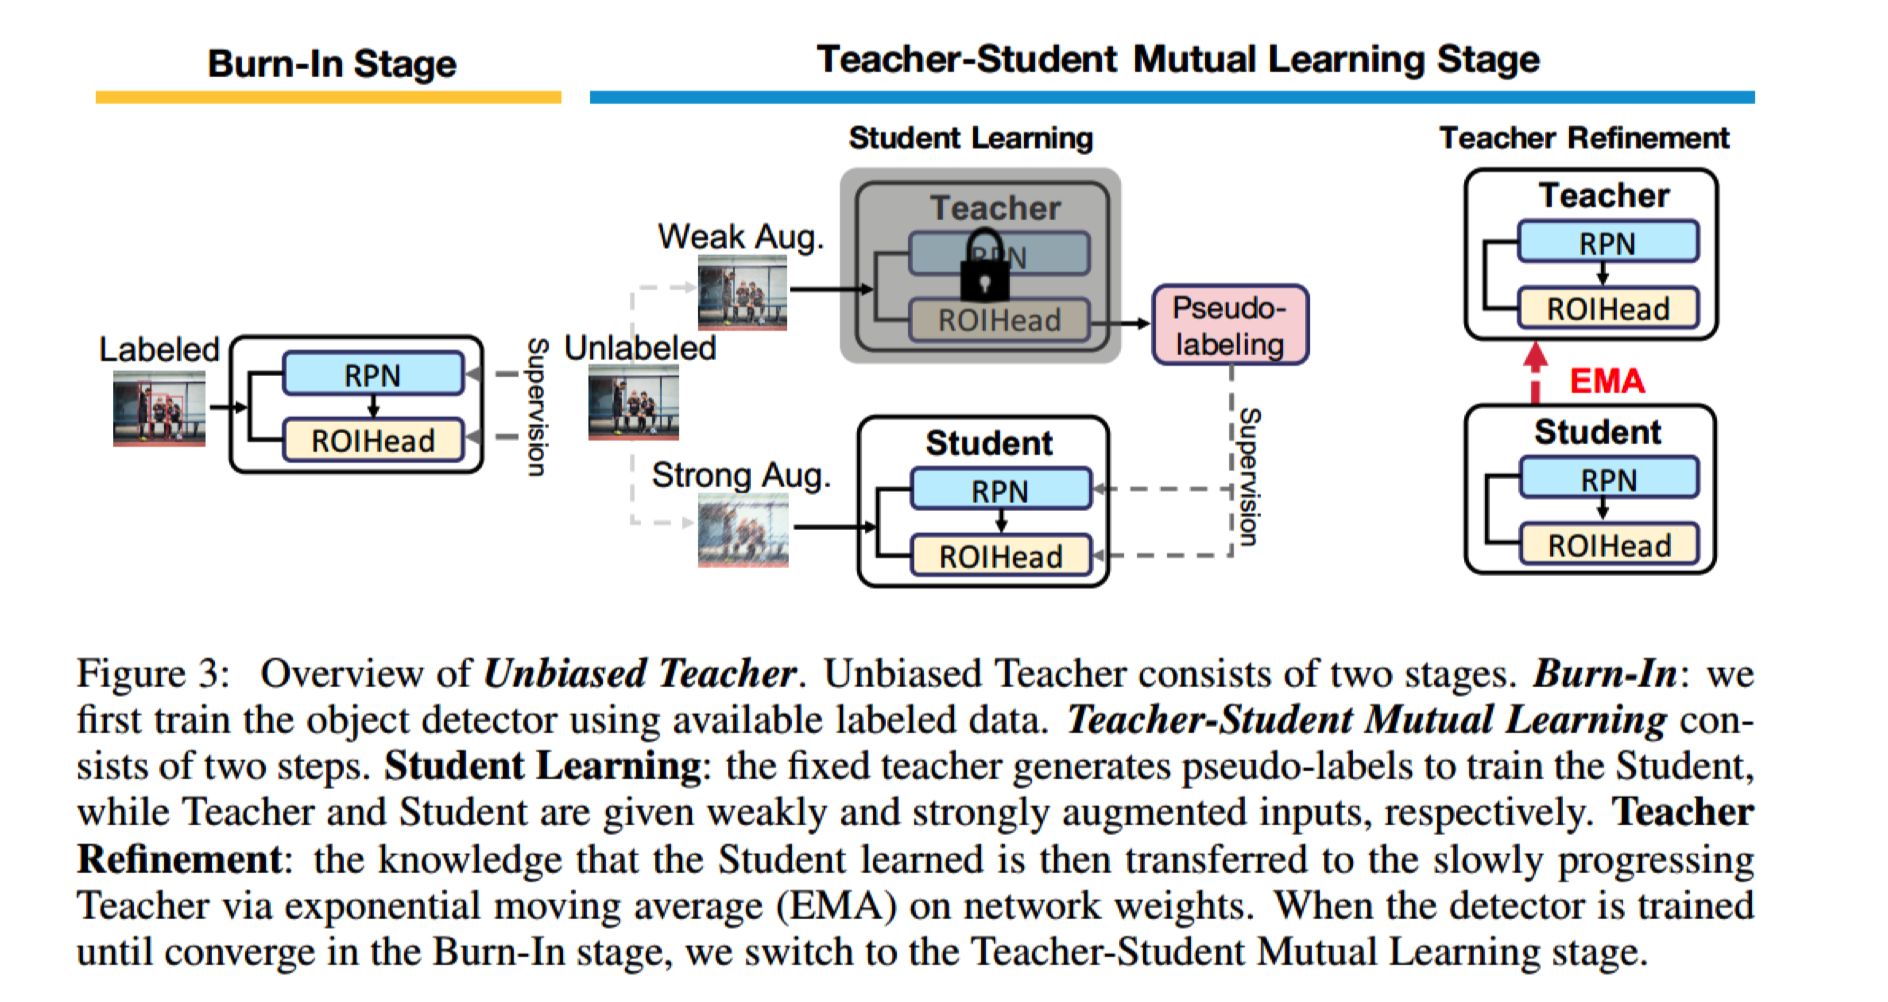 Burn-In Stage
Teacher-Student Mutual Learning Stage
Student Learning
Teacher Refinement
Labeled
RPN
ROIHead
Supervision
Unlabeled
Weak Aug.
Teacher
RPN
ROIHead
Pseudo-
labeling
Strong Aug.
Student
RPN
ROIHead
Supervision
Teacher
RPN
ROIHead
EMA
Student
RPN
ROIHead
Figure 3: Overview of Unbiased Teacher. Unbiased Teacher consists of two stages. Burn-In: we
first train the object detector using available labeled data. Teacher-Student Mutual Learning con-
sists of two steps. Student Learning: the fixed teacher generates pseudo-labels to train the Student,
while Teacher and Student are given weakly and strongly augmented inputs, respectively. Teacher
Refinement: the knowledge that the Student learned is then transferred to the slowly progressing
Teacher via exponential moving average (EMA) on network weights. When the detector is trained
until converge in the Burn-In stage, we switch to the Teacher-Student Mutual Learning stage.